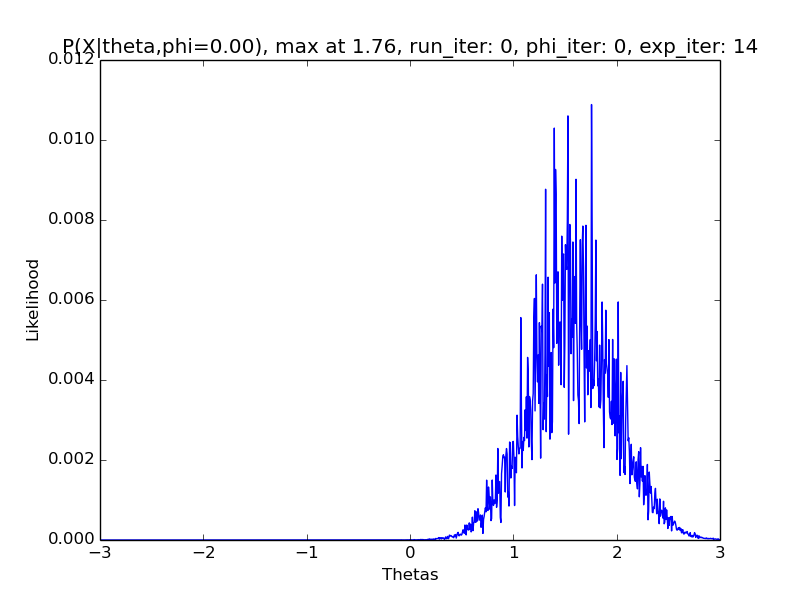 P(X|theta,phi=0.00), max at 1.76, run_iter: 0, phi_iter: 0, exp_iter: 14
0.012
0.010
0.008
0.006
0.004
0.002
0.000
Likelihood
−3 −2 −1 0 1 2 3
Thetas